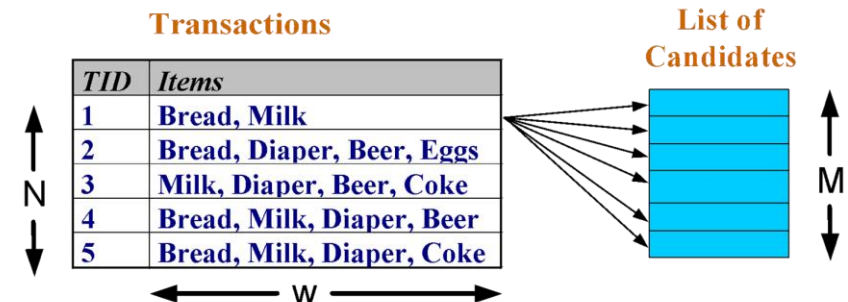 Transactions
List of
Candidates
TID Items
1 Bread, Milk
2 Bread, Diaper, Beer, Eggs
3 Milk, Diaper, Beer, Coke
4 Bread, Milk, Diaper, Beer
5 Bread, Milk, Diaper, Coke
N
M
W